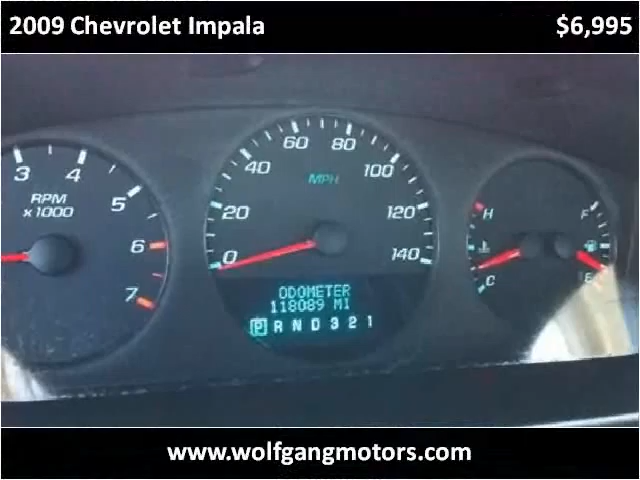 2009 Chevrolet Impala $6,995
3 4 5 6 7
RPM
x1000
0 20 40 60 80 100 120 140
MPH
H
C
F
E
ODOMETER
118089 MI
P R N D 3 2 1
www.wolfgangmotors.com